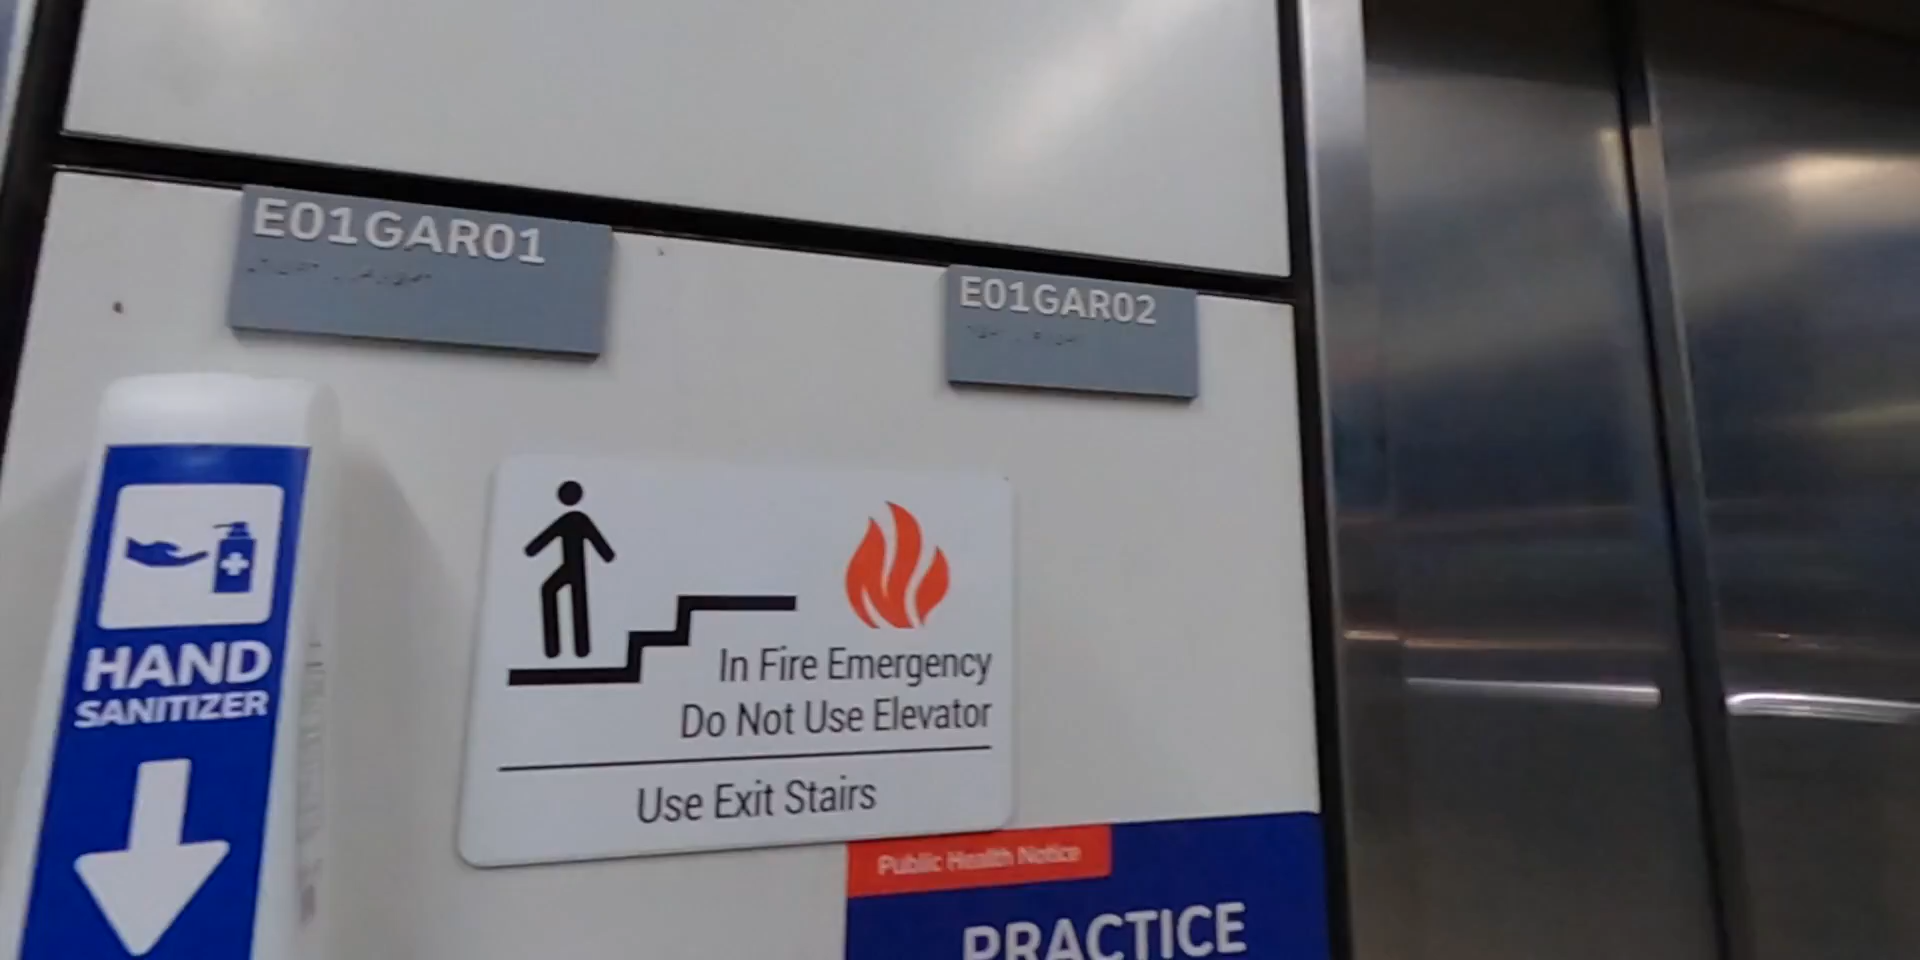 E01GAR01
E01GAR02
HAND
SANITIZER
In Fire Emergency
Do Not Use Elevator
Use Exit Stairs
Public Health Notice
PRACTICE